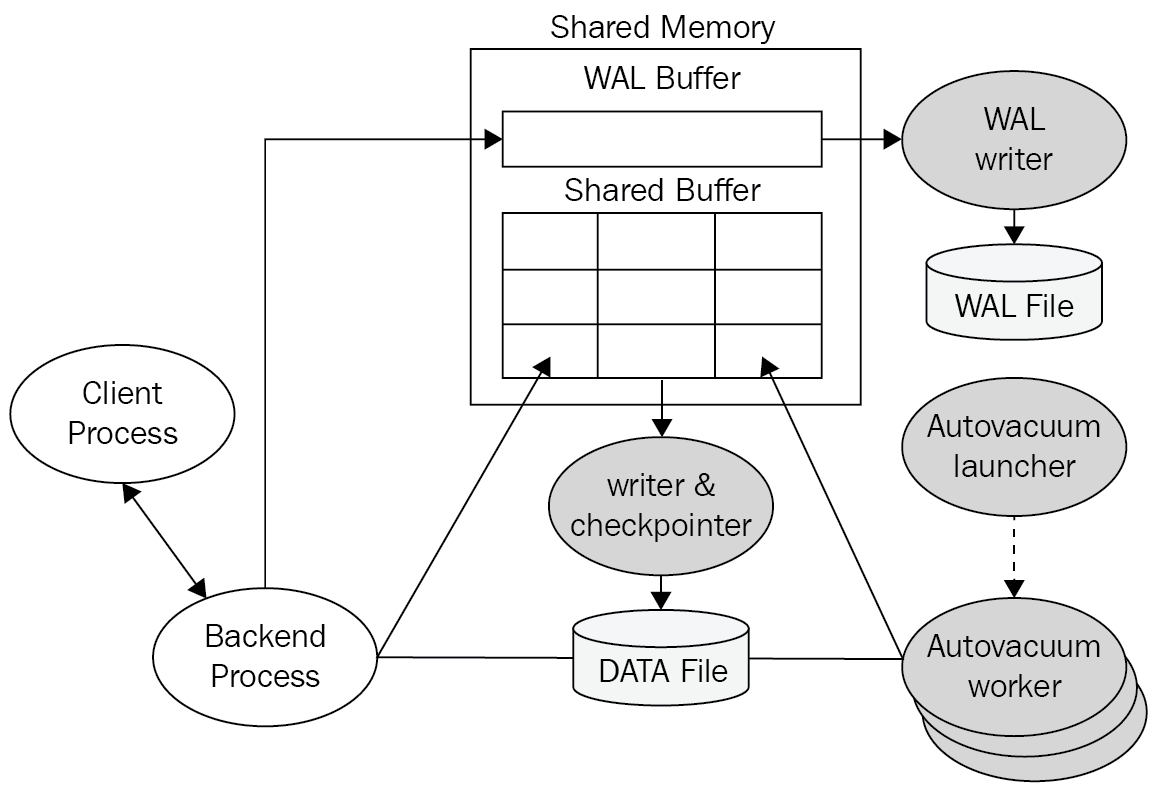 Shared Memory
WAL Buffer
WAL
writer
Shared Buffer
WAL File
Client
Process
Autovacuum
launcher
writer &
checkpointer
Backend
Process
DATA File
Autovacuum
worker